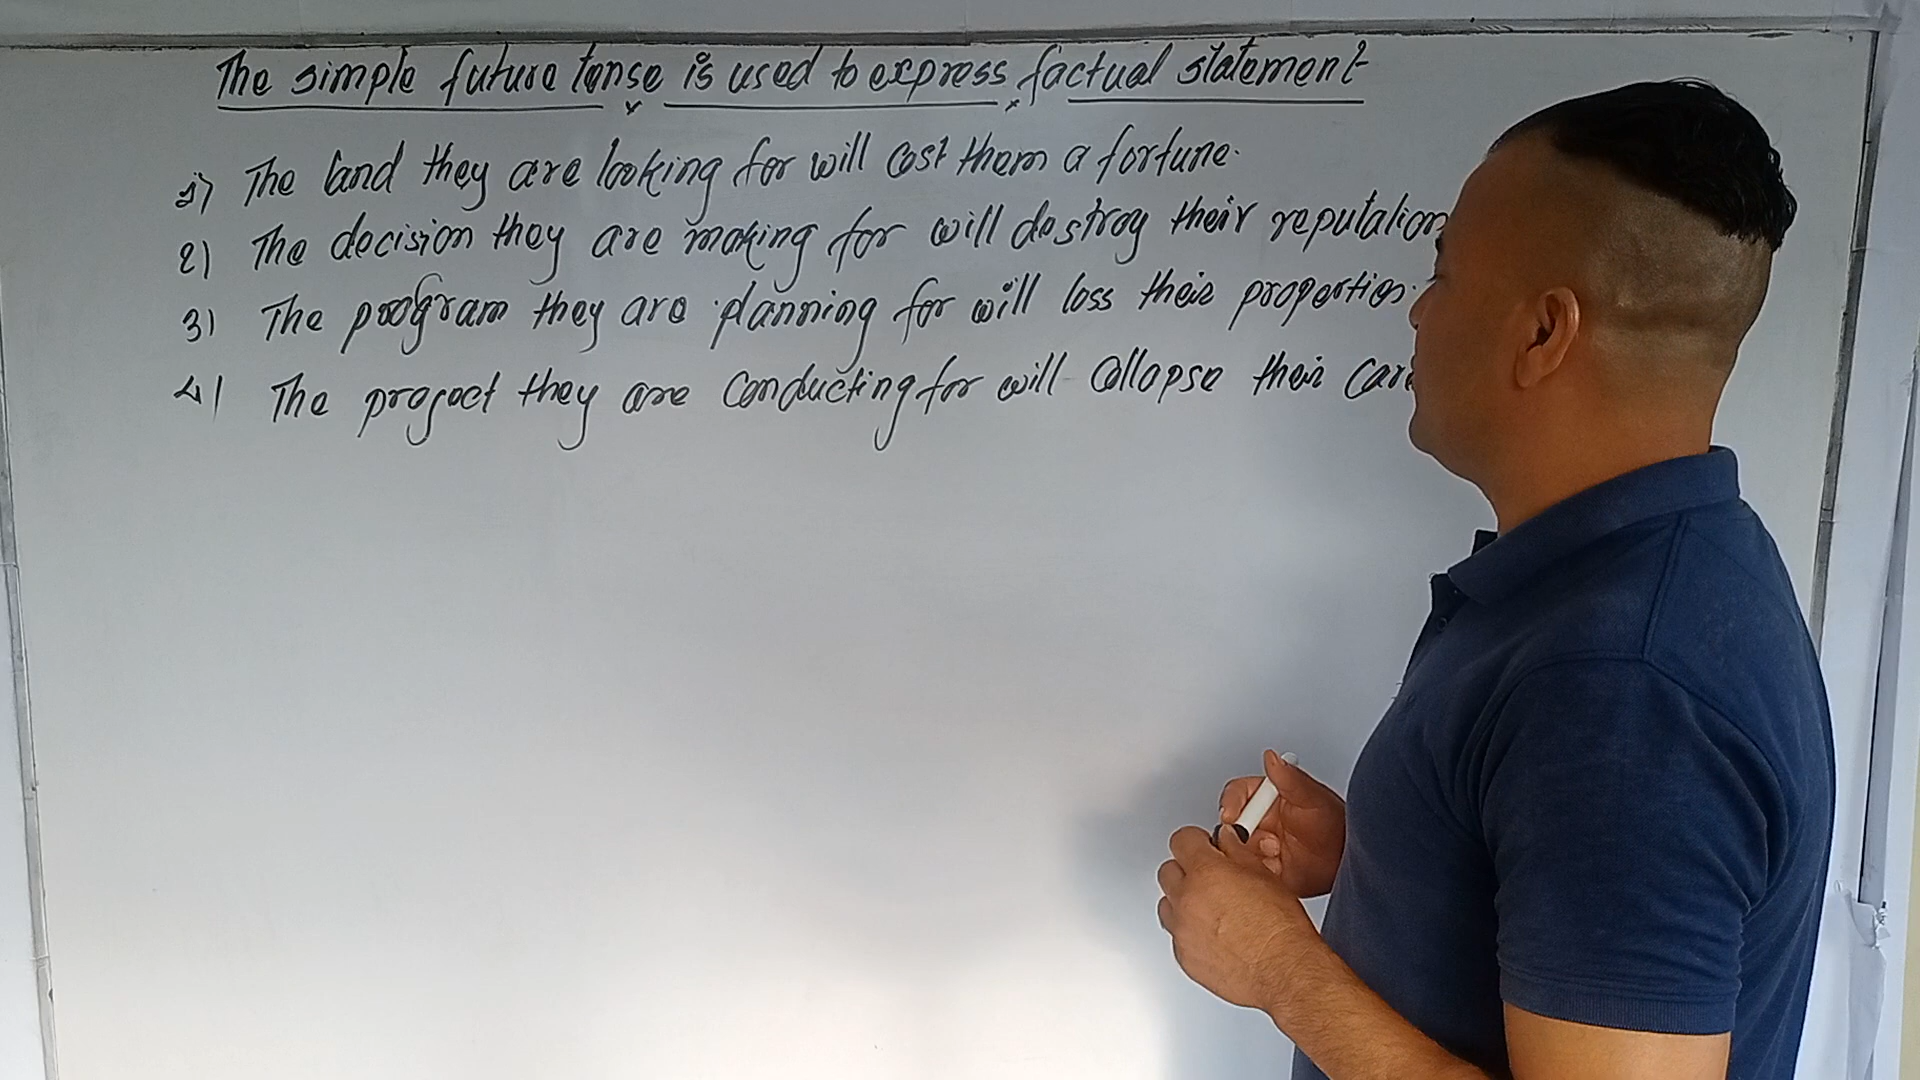 The simple future tense is used to express factual statement
1) The land they are looking for will cost them a fortune.
2) The decision they are making for will destroy their reputation
3) The program they are planning for will loss their properties.
4) The project they are conducting for will collapse their